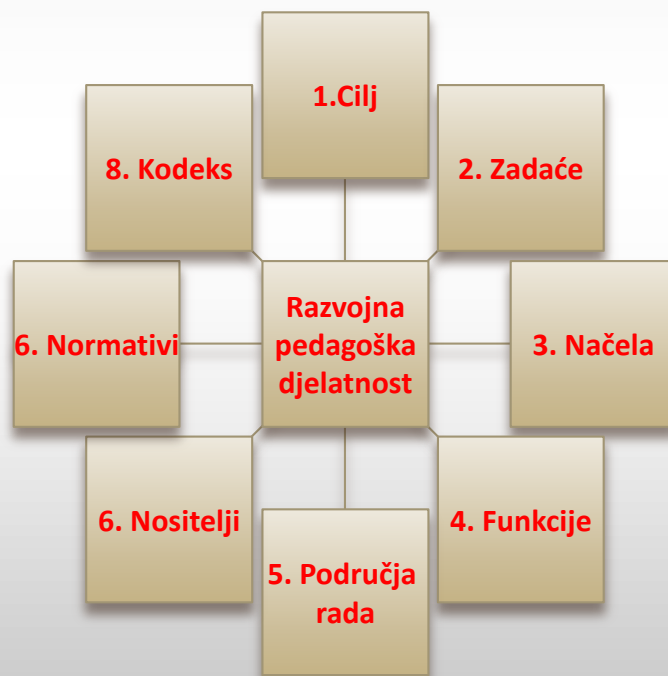 1.Cilj
2. Zadaće
3. Načela
4. Funkcije
5. Područja
rada
6. Nositelji
6. Normativi
8. Kodeks
Razvojna
pedagoška
djelatnost